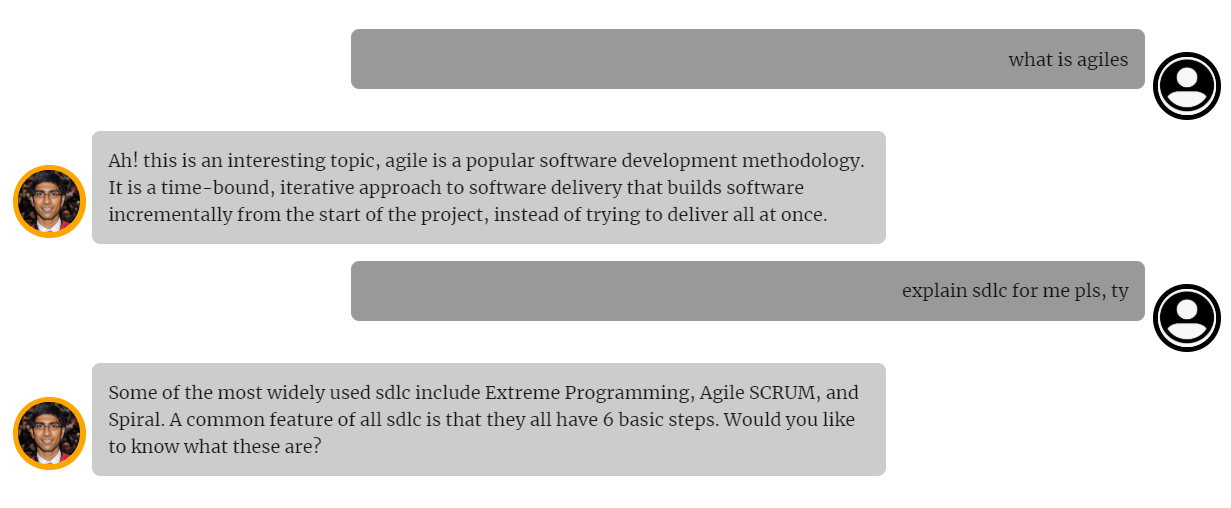 what is agiles
Ah! this is an interesting topic, agile is a popular software development methodology.
It is a time-bound, iterative approach to software delivery that builds software
incrementally from the start of the project, instead of trying to deliver all at once.
explain sdlc for me pls, ty
Some of the most widely used sdlc include Extreme Programming, Agile SCRUM, and
Spiral. A common feature of all sdlc is that they all have 6 basic steps. Would you like
to know what these are?